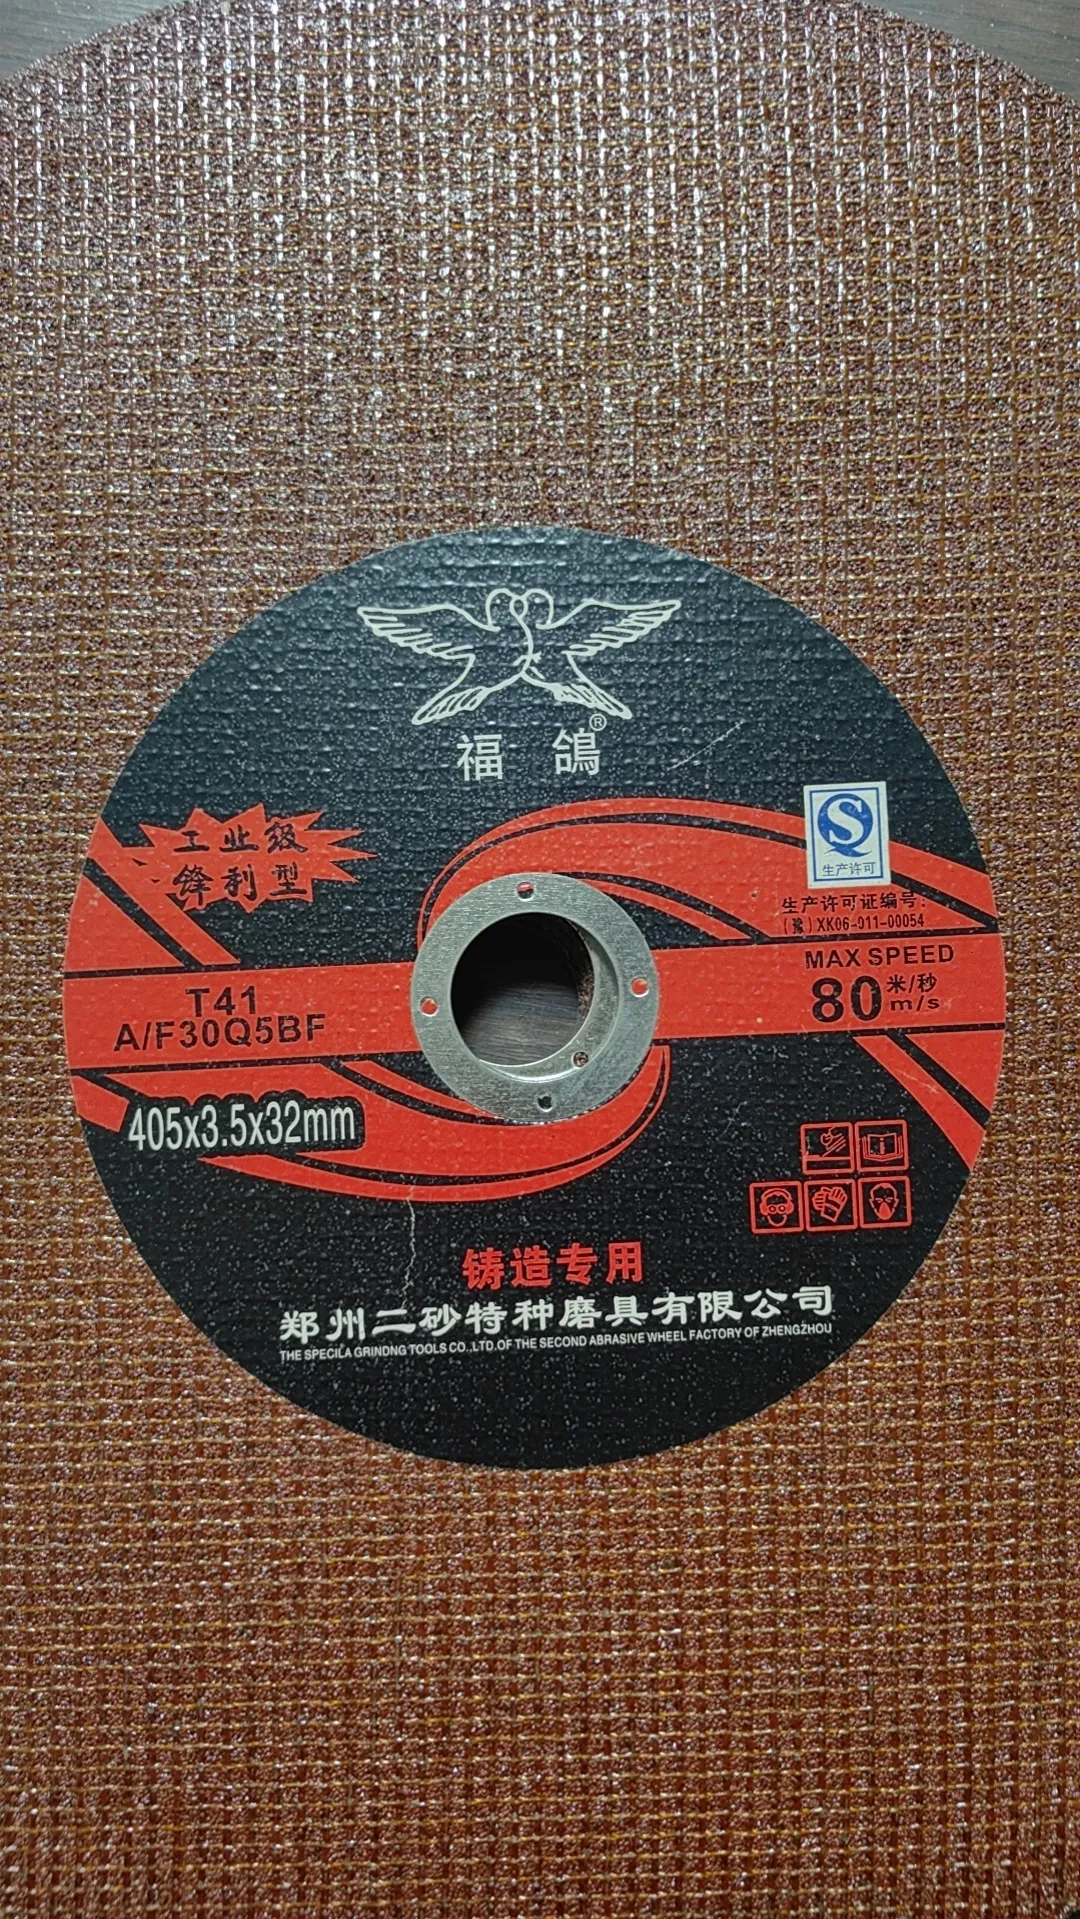 福鸽®
工业级
锋利型
S
生产许可
生产许可证编号:
(豫)XK06-011-00054
MAX SPEED
80米/秒
m/s
T41
A/F30Q5BF
405x3.5x32mm
铸造专用
郑州二砂特种磨具有限公司
THE SPECILA GRINDNG TOOLS CO.,LTD.OF THE SECOND ABRASIVE WHEEL FACTORY OF ZHENGZHOU